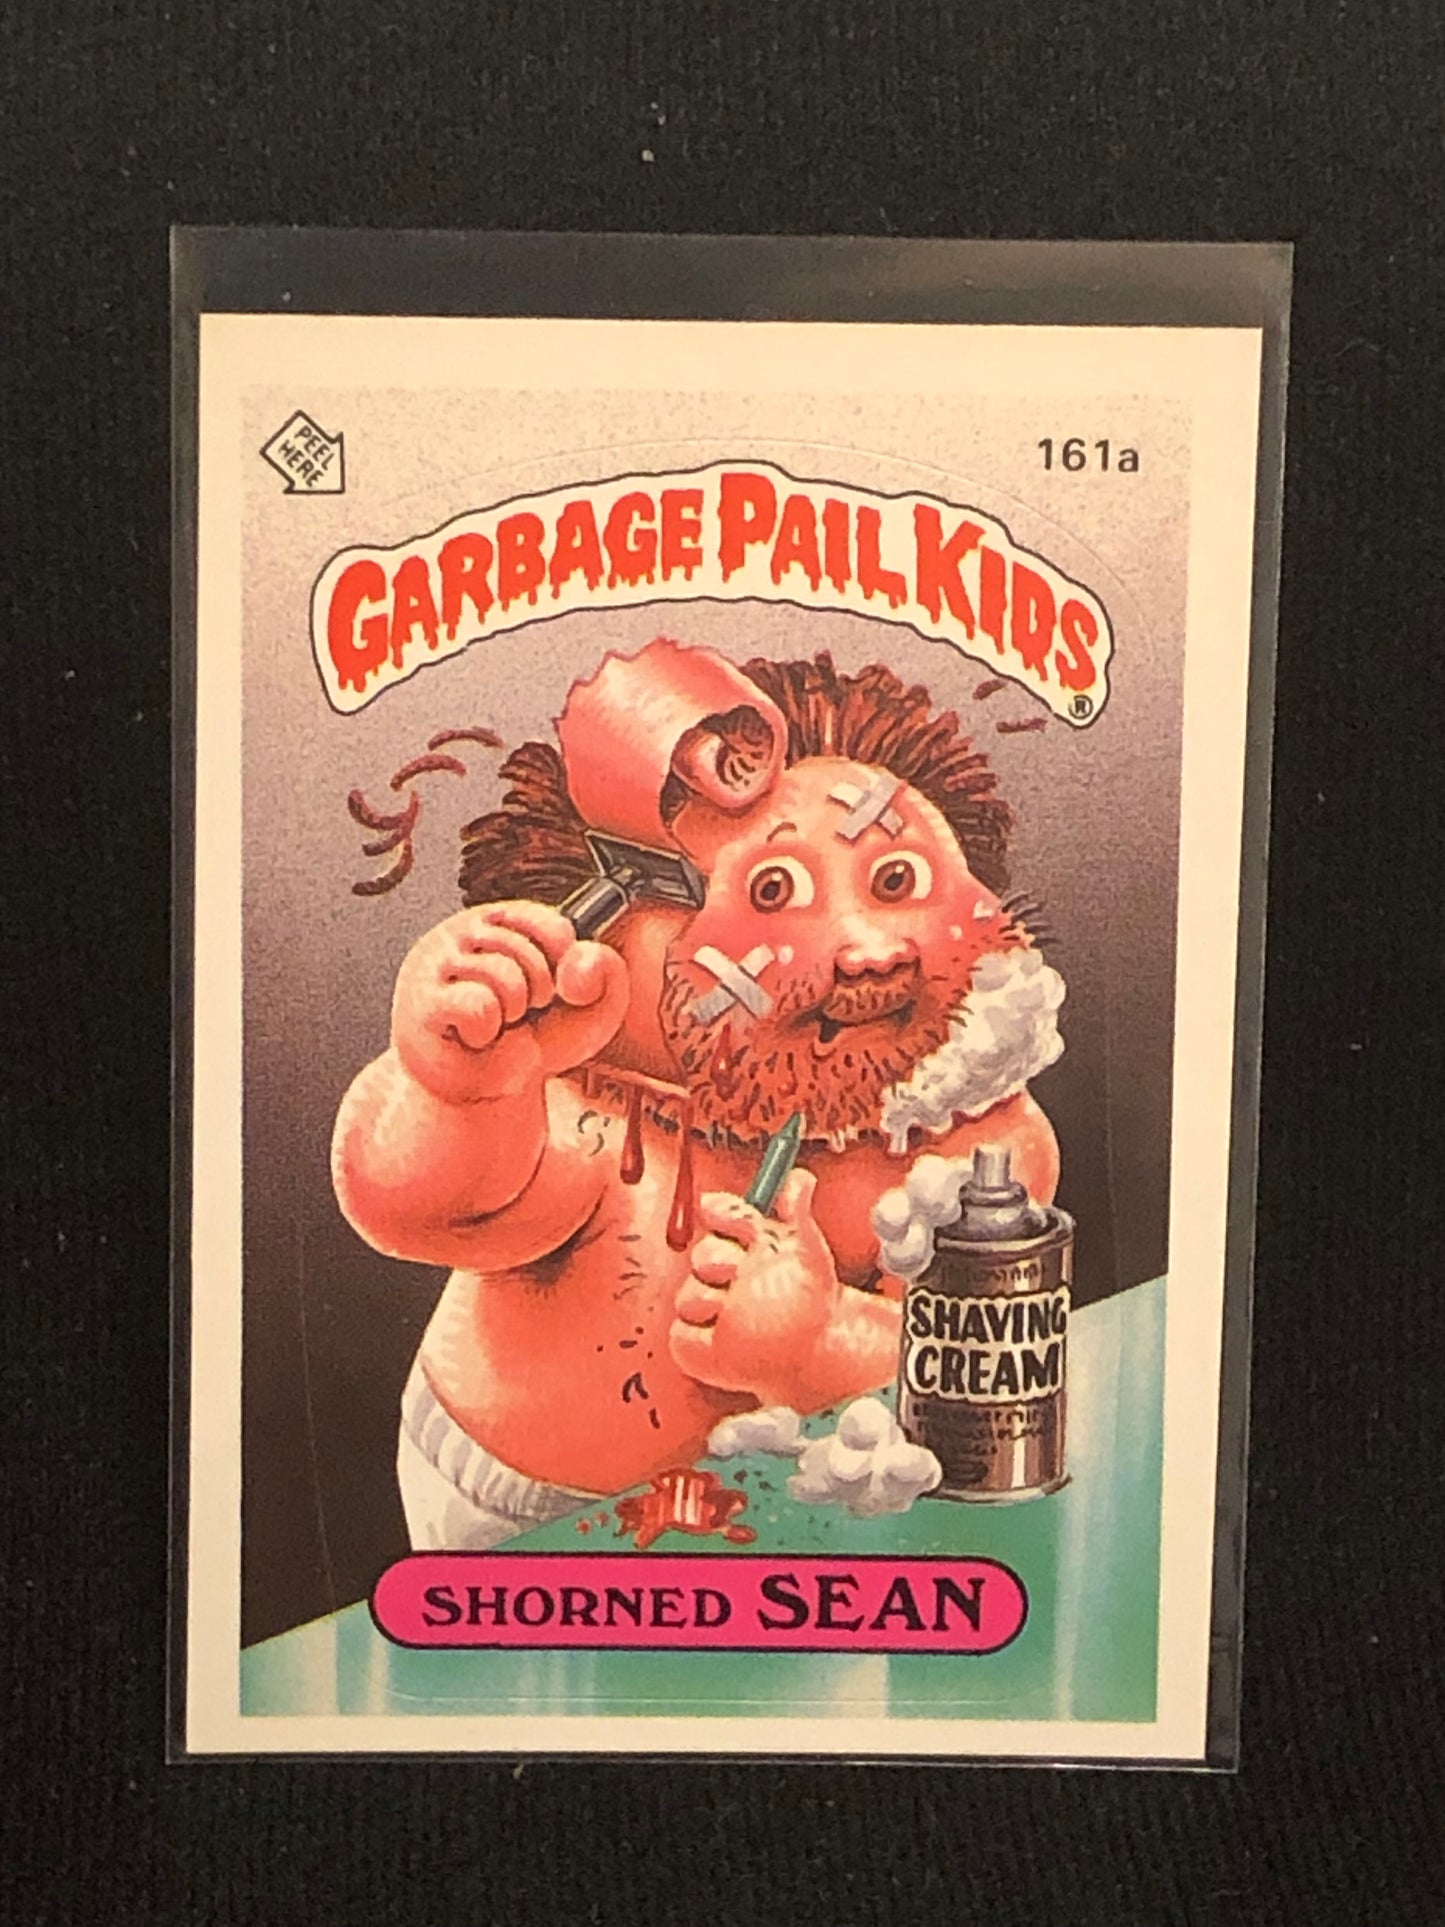 PEEL
HERE
161a
GARBAGE PAIL KIDS®
SHAVING
CREAM
SHORNED SEAN